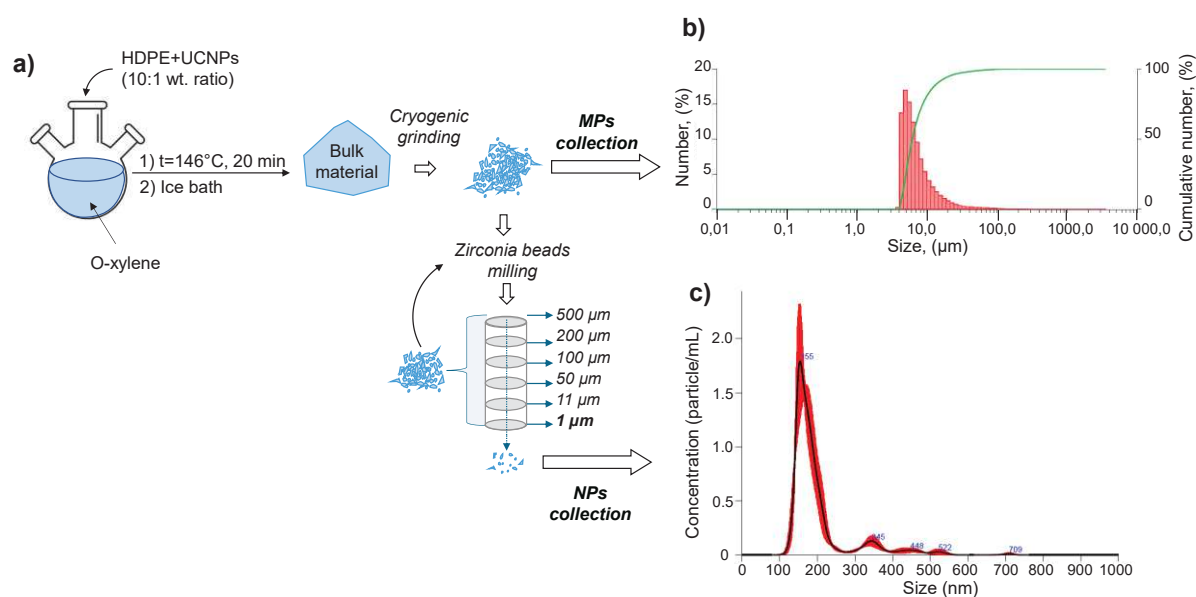 a)
HDPE+UCNPs
(10:1 wt. ratio)
1) t=146°C, 20 min
2) Ice bath
O-xylene
Bulk
material
Cryogenic
grinding
MPs
collection
Zirconia beads
milling
500 µm
200 µm
100 µm
50 µm
11 µm
1 µm
NPs
collection
b)
Number, (%)
20
15
10
5
0
100
50
0
Cumulative number, (%)
0,01 0,1 1,0 10,0 100,0 1000,0 10 000,0
Size, (µm)
c)
Concentration (particle/mL)
2.0
1.5
1.0
0.5
0
155
345
448
522
709
0 100 200 300 400 500 600 700 800 900 1000
Size (nm)